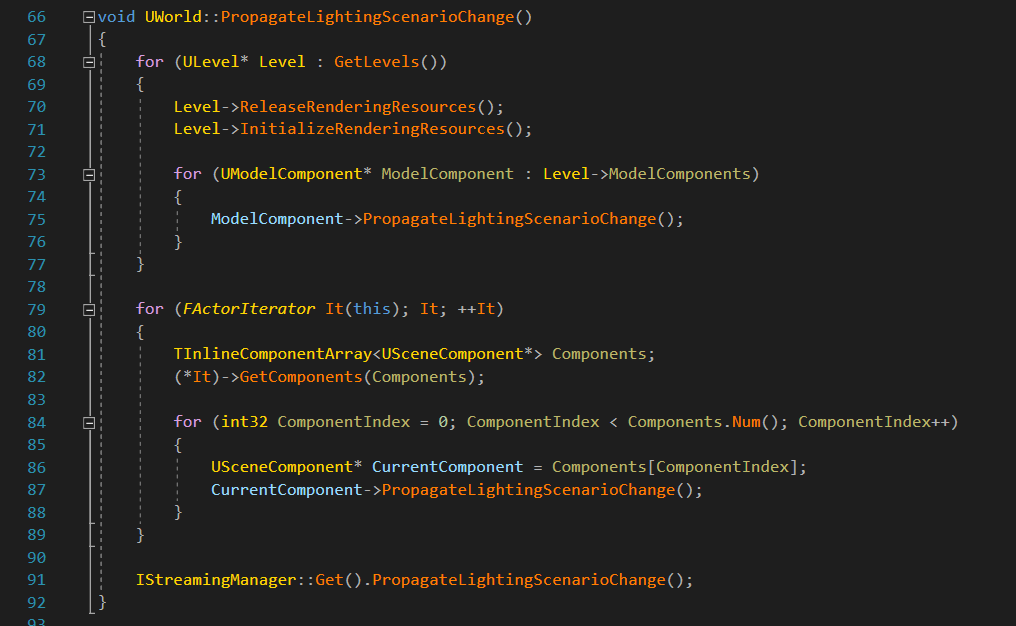 66 void UWorld::PropagateLightingScenarioChange()
67 {
68 for (ULevel* Level : GetLevels())
69 {
70 Level->ReleaseRenderingResources();
71 Level->InitializeRenderingResources();
72
73 for (UModelComponent* ModelComponent : Level->ModelComponents)
74 {
75 ModelComponent->PropagateLightingScenarioChange();
76 }
77 }
78
79 for (FActorIterator It(this); It; ++It)
80 {
81 TInlineComponentArray<USceneComponent*> Components;
82 (*It)->GetComponents(Components);
83
84 for (int32 ComponentIndex = 0; ComponentIndex < Components.Num(); ComponentIndex++)
85 {
86 USceneComponent* CurrentComponent = Components[ComponentIndex];
87 CurrentComponent->PropagateLightingScenarioChange();
88 }
89 }
90
91 IStreamingManager::Get().PropagateLightingScenarioChange();
92 }
93